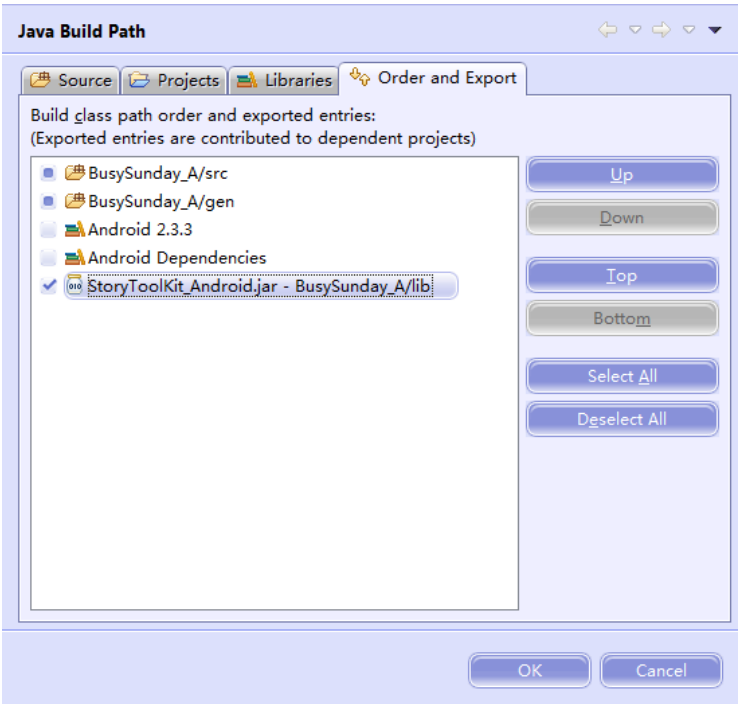 Java Build Path
Source Projects Libraries Order and Export
Build class path order and exported entries:
(Exported entries are contributed to dependent projects)
BusySunday_A/src
BusySunday_A/gen
Android 2.3.3
Android Dependencies
StoryToolKit_Android.jar - BusySunday_A/lib
Up
Down
Top
Bottom
Select All
Deselect All
OK Cancel